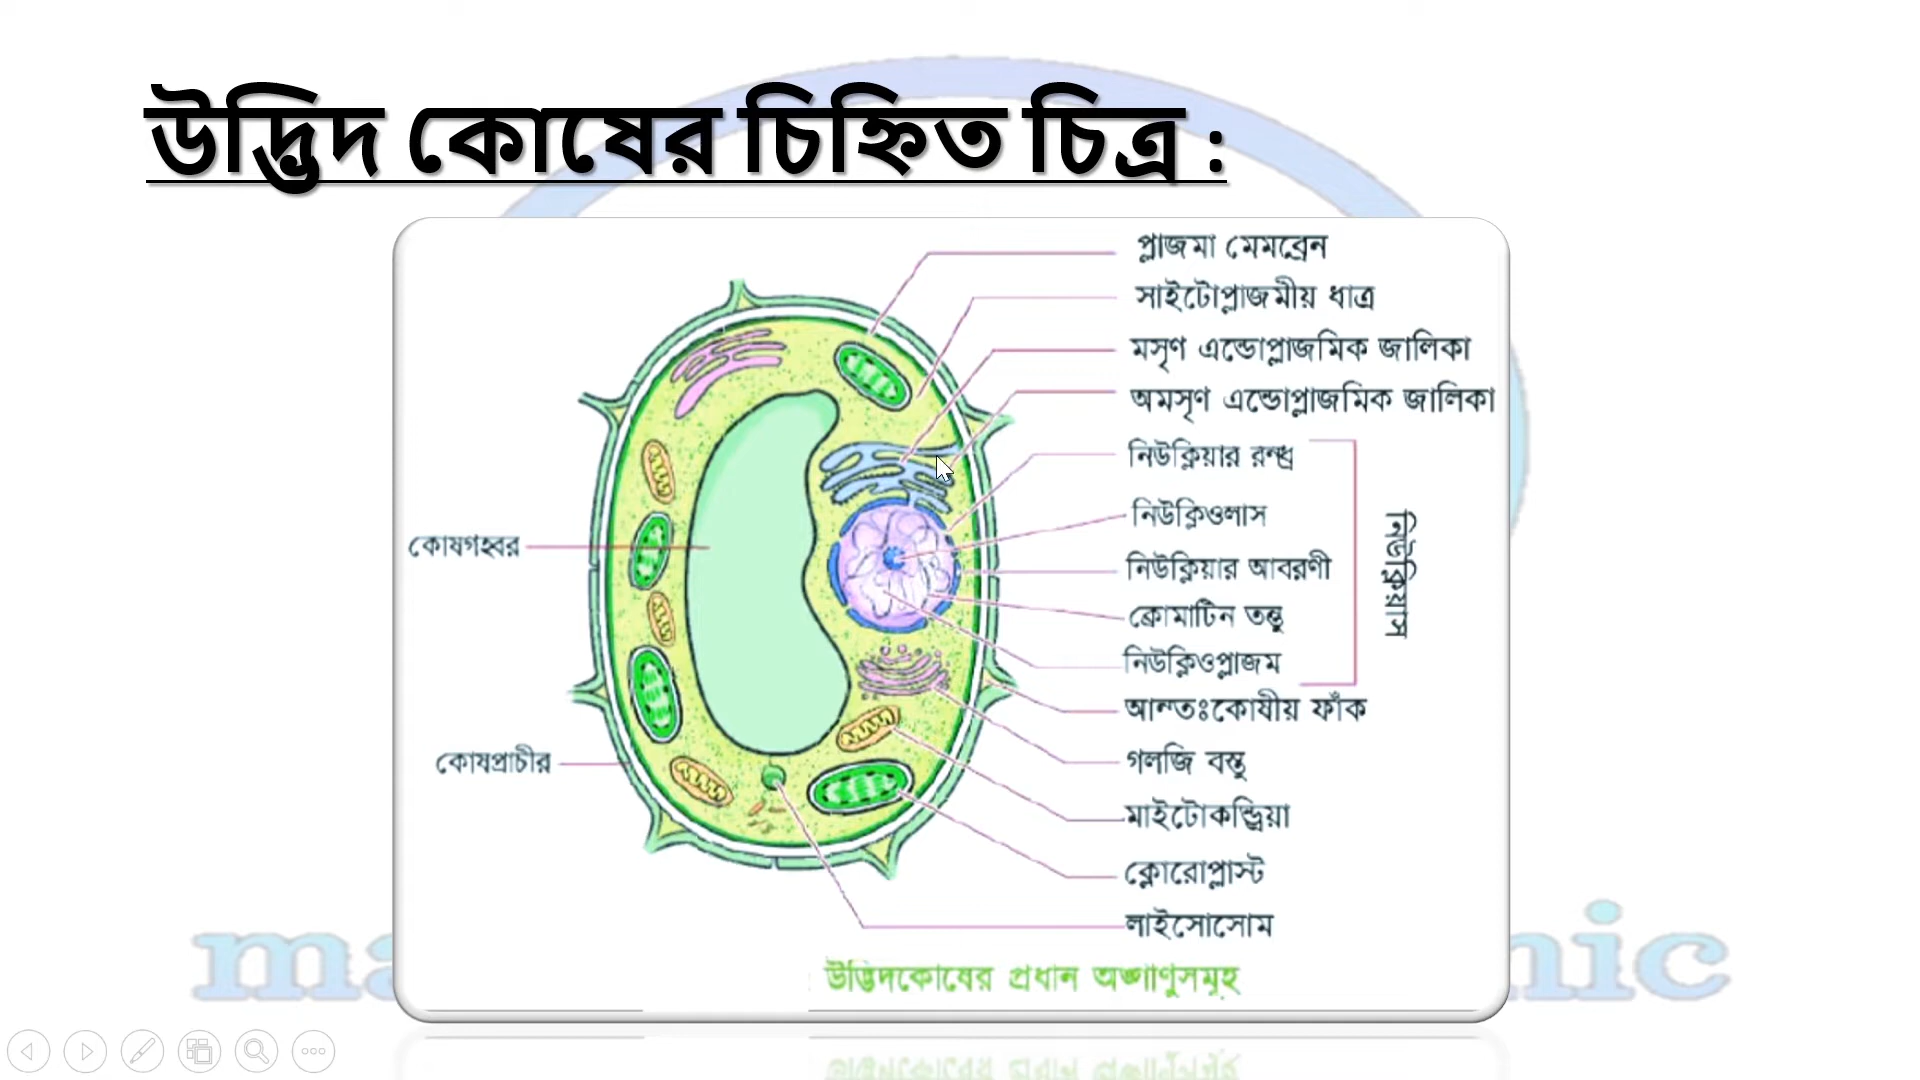 উদ্ভিদ কোষের চিহ্নিত চিত্র :
প্লাজমা মেমব্রেন
সাইটোপ্লাজমীয় ধাত্র
মসৃণ এন্ডোপ্লাজমিক জালিকা
অমসৃণ এন্ডোপ্লাজমিক জালিকা
নিউক্লিয়ার রন্ধ্র
নিউক্লিওলাস
নিউক্লিয়ার আবরণী
ক্রোমাটিন তন্তু
নিউক্লিওপ্লাজম
নিউক্লিয়াস
আন্তঃকোষীয় ফাঁক
গলজি বস্তু
মাইটোকন্ড্রিয়া
ক্লোরোপ্লাস্ট
লাইসোসোম
কোষগহ্বর
কোষপ্রাচীর
উদ্ভিদকোষের প্রধান অঙ্গাণুসমূহ